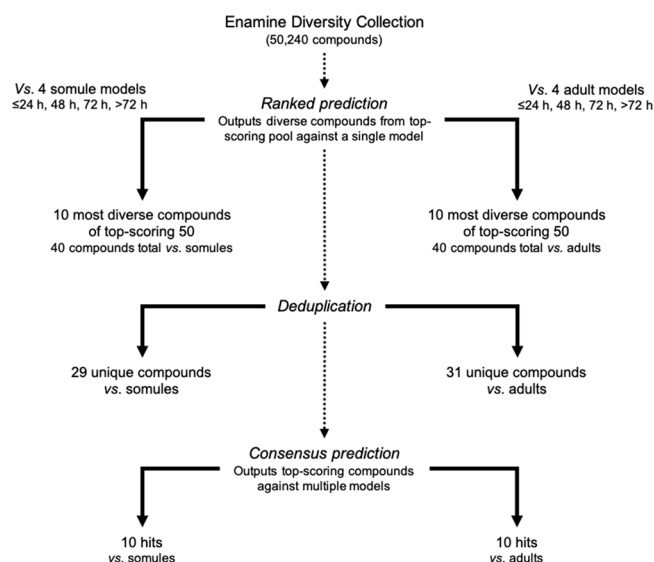 Enamine Diversity Collection
(50,240 compounds)
Vs. 4 somule models
≤24 h, 48 h, 72 h, >72 h
Vs. 4 adult models
≤24 h, 48 h, 72 h, >72 h
Ranked prediction
Outputs diverse compounds from top-
scoring pool against a single model
10 most diverse compounds
of top-scoring 50
40 compounds total vs. somules
10 most diverse compounds
of top-scoring 50
40 compounds total vs. adults
Deduplication
29 unique compounds
vs. somules
31 unique compounds
vs. adults
Consensus prediction
Outputs top-scoring compounds
against multiple models
10 hits
vs. somules
10 hits
vs. adults